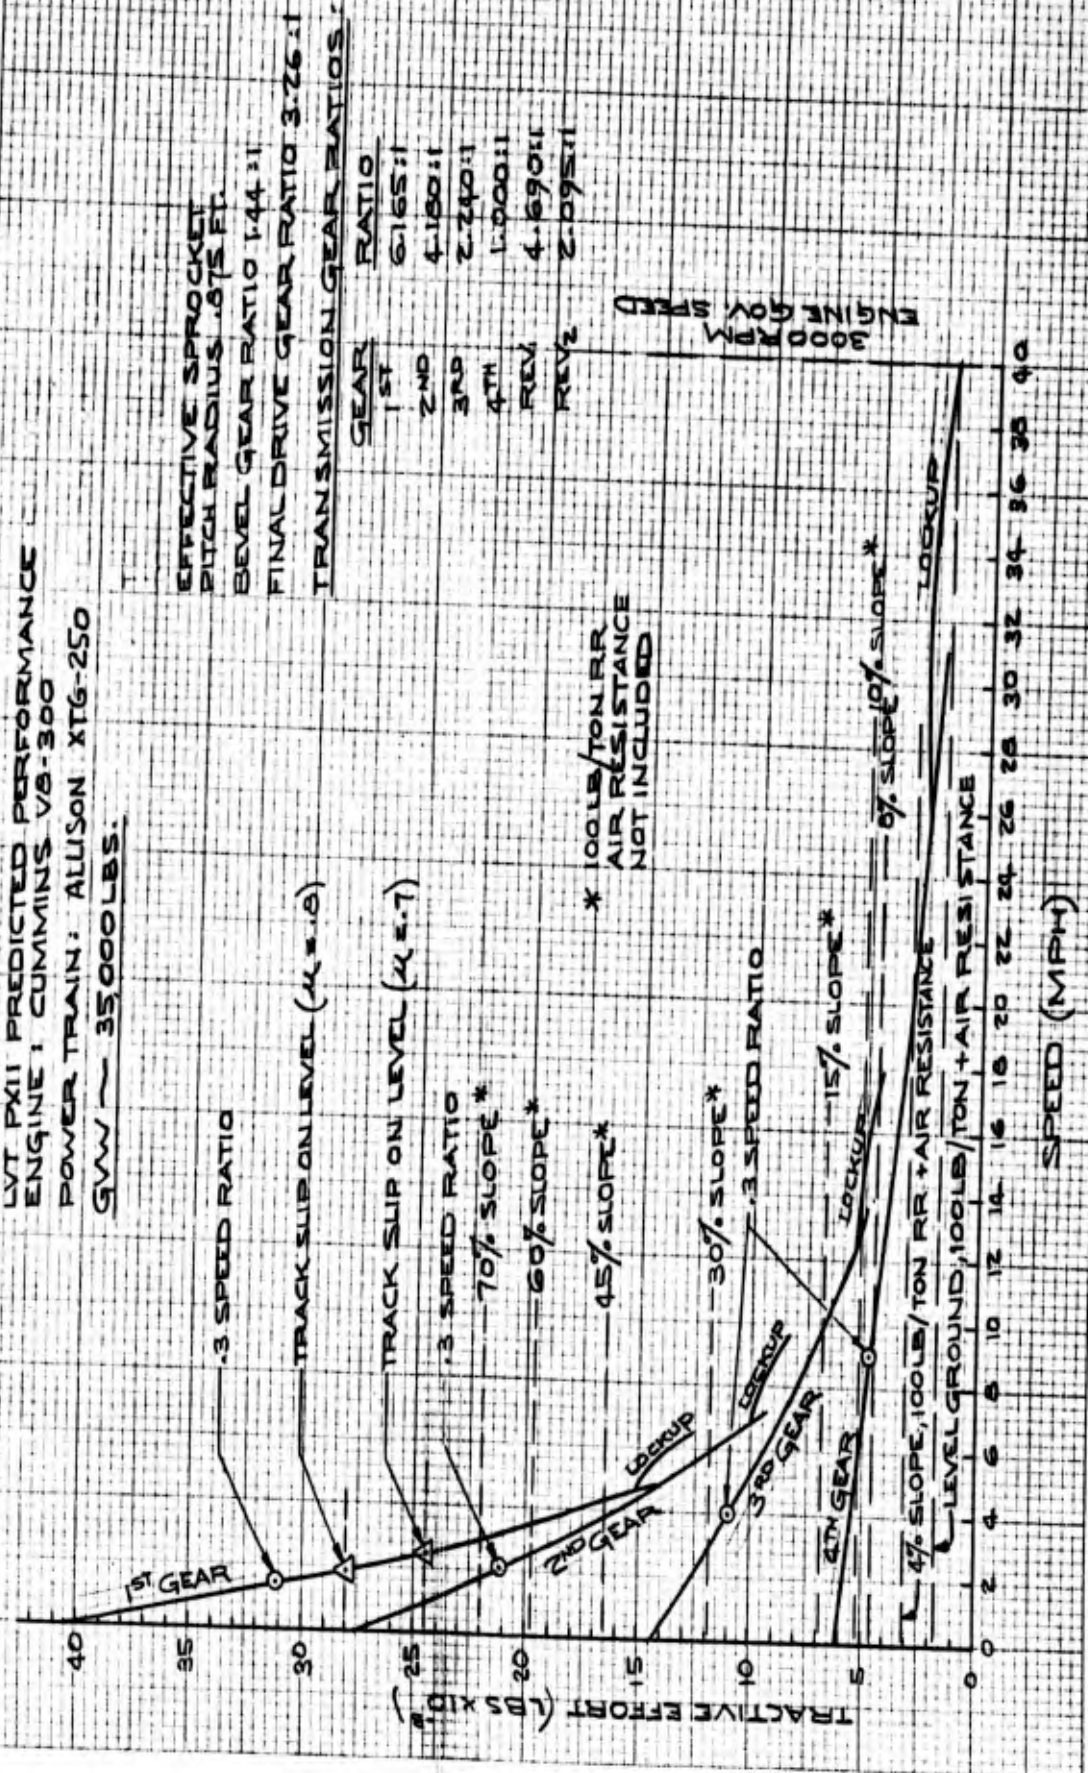 LVT PX11 PREDICTED PERFORMANCE
ENGINE: CUMMINS V8-300
POWER TRAIN: ALLISON XTG-250
GVW — 35,000 LBS.
EFFECTIVE SPROCKET
PITCH RADIUS .875 FT.
BEVEL GEAR RATIO 1.44:1
FINAL DRIVE GEAR RATIO 3.26:1
TRANSMISSION GEAR RATIOS:
GEAR RATIO
1ST 6.165:1
2ND 4.180:1
3RD 2.240:1
4TH 1.000:1
REV1 4.690:1
REV2 2.095:1
.3 SPEED RATIO
TRACK SLIP ON LEVEL (μ = .8)
TRACK SLIP ON LEVEL (μ = .7)
.3 SPEED RATIO
70% SLOPE*
60% SLOPE*
45% SLOPE*
30% SLOPE*
.3 SPEED RATIO
15% SLOPE*
10% SLOPE*
8% SLOPE
* 100 LB/TON RR
AIR RESISTANCE
NOT INCLUDED
1ST GEAR
2ND GEAR
3RD GEAR
4TH GEAR
LOCKUP
LOCKUP
LOCKUP
LOCKUP
4% SLOPE, 100 LB/TON RR + AIR RESISTANCE
LEVEL GROUND, 100 LB/TON + AIR RESISTANCE
3000 RPM
ENGINE GOV. SPEED
TRACTIVE EFFORT (LBS X10⁻³)
40
35
30
25
20
15
10
5
0
0 2 4 6 8 10 12 14 16 18 20 22 24 26 28 30 32 34 36 38 40
SPEED (MPH)